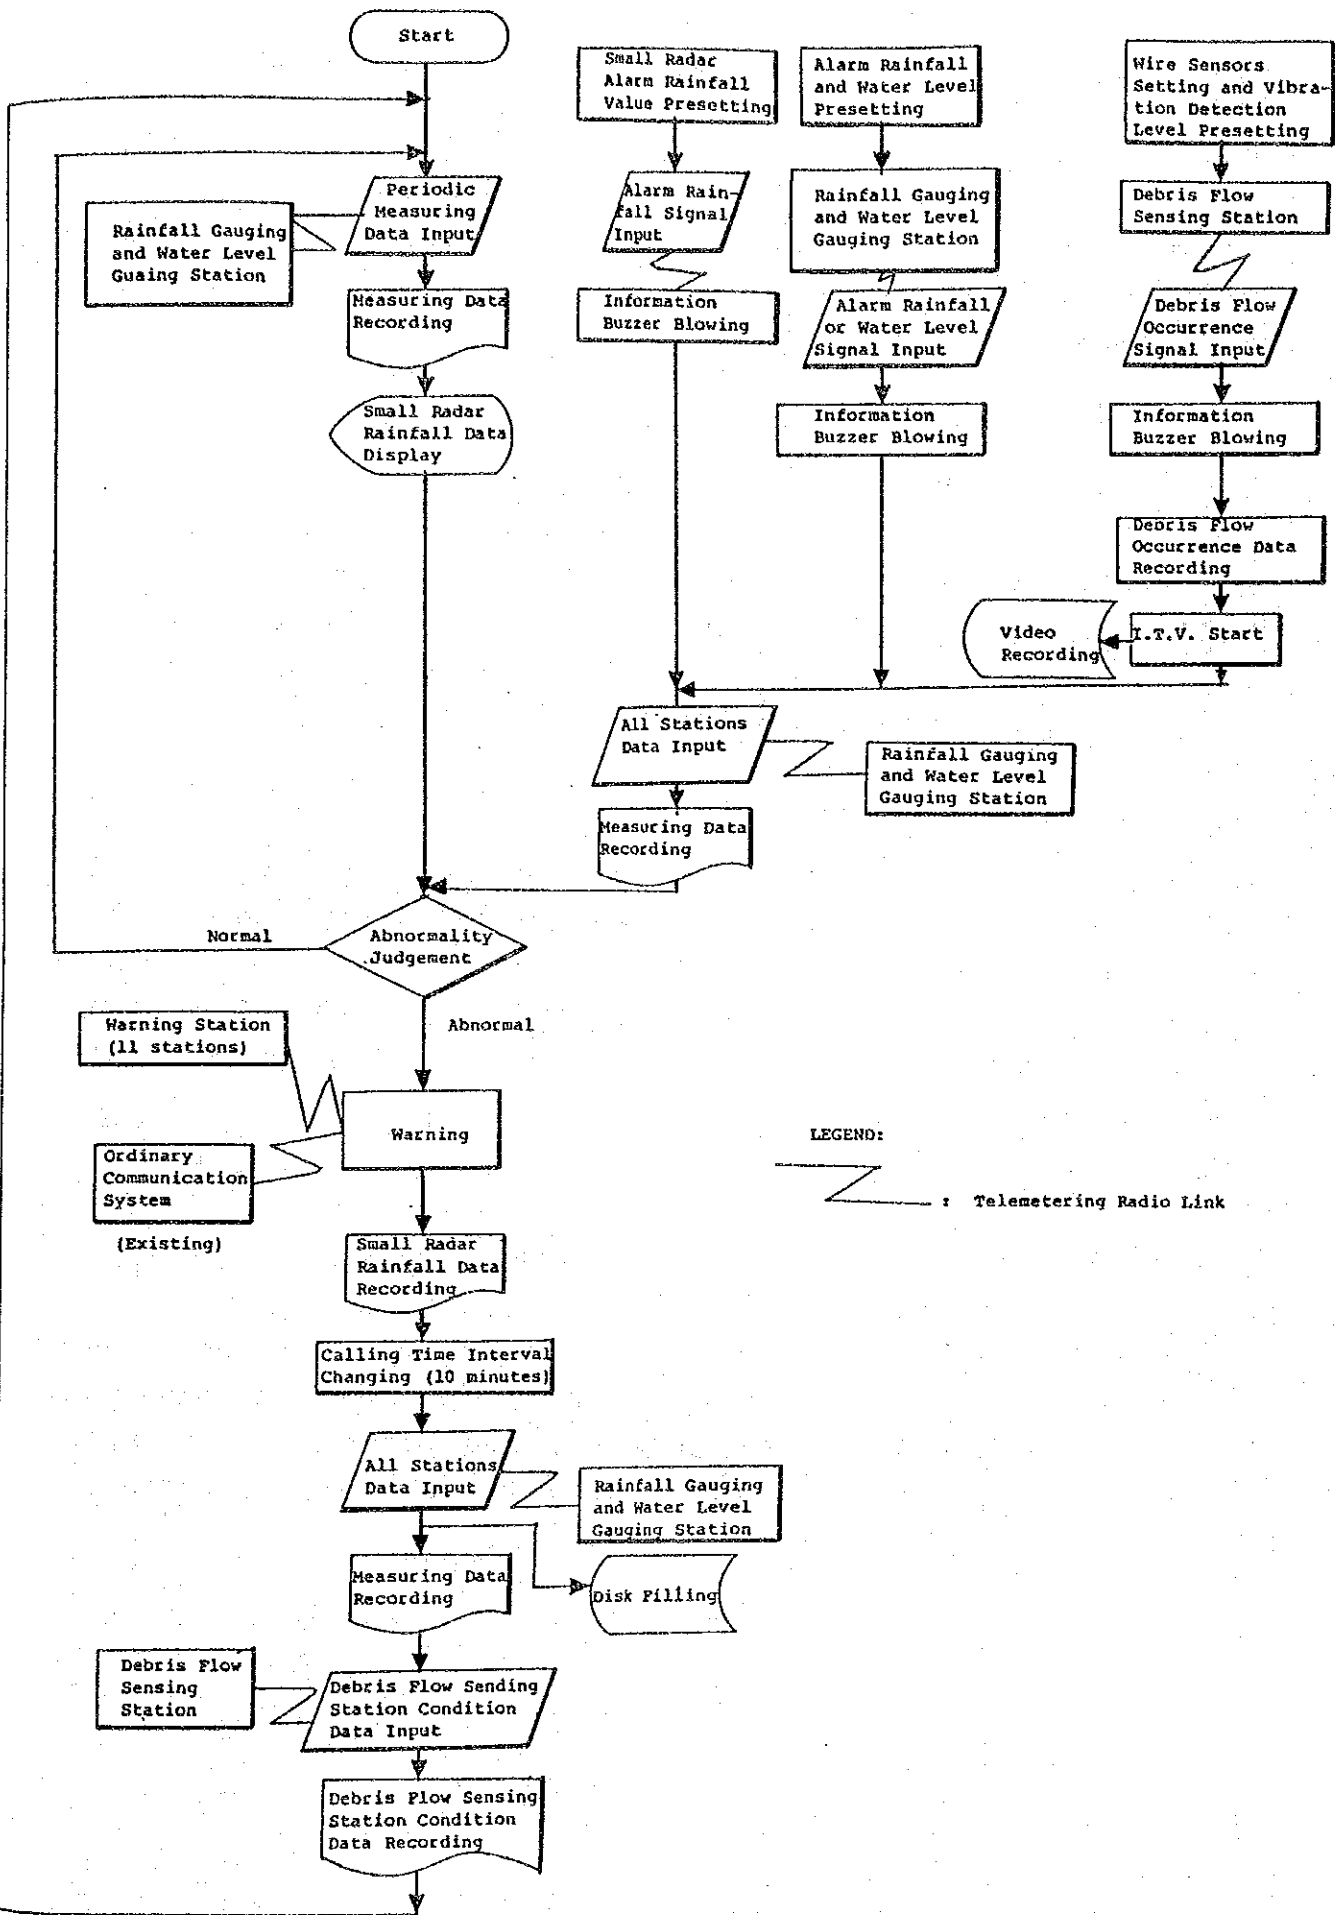 Start
Small Radar
Alarm Rainfall
Value Presetting
Alarm Rainfall
and Water Level
Presetting
Wire Sensors
Setting and Vibra-
tion Detection
Level Presetting
Periodic
Measuring
Data Input
Rainfall Gauging
and Water Level
Guaing Station
Alarm Rain-
fall Signal
Input
Rainfall Gauging
and Water Level
Gauging Station
Debris Flow
Sensing Station
Measuring Data
Recording
Information
Buzzer Blowing
Alarm Rainfall
or Water Level
Signal Input
Debris Flow
Occurrence
Signal Input
Small Radar
Rainfall Data
Display
Information
Buzzer Blowing
Information
Buzzer Blowing
Debris Flow
Occurrence Data
Recording
Video
Recording
I.T.V. Start
All Stations
Data Input
Rainfall Gauging
and Water Level
Gauging Station
Measuring Data
Recording
Normal
Abnormality
Judgement
Abnormal
Warning Station
(11 stations)
Warning
Ordinary
Communication
System
(Existing)
LEGEND:
: Telemetering Radio Link
Small Radar
Rainfall Data
Recording
Calling Time Interval
Changing (10 minutes)
All Stations
Data Input
Rainfall Gauging
and Water Level
Gauging Station
Measuring Data
Recording
Disk Filling
Debris Flow
Sensing
Station
Debris Flow Sending
Station Condition
Data Input
Debris Flow Sensing
Station Condition
Data Recording